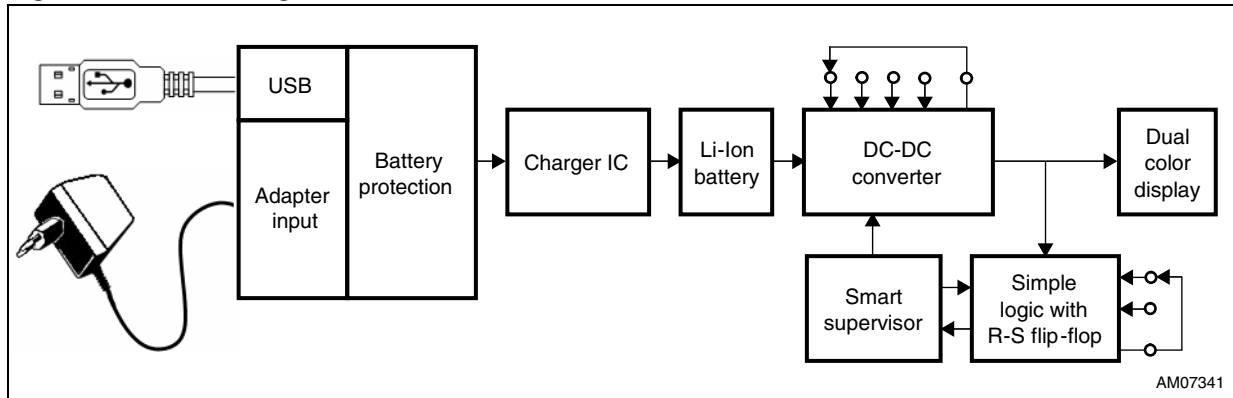 USB
Adapter
input
Battery
protection
Charger IC
Li-Ion
battery
DC-DC
converter
Dual
color
display
Smart
supervisor
Simple
logic with
R-S flip-flop
AM07341